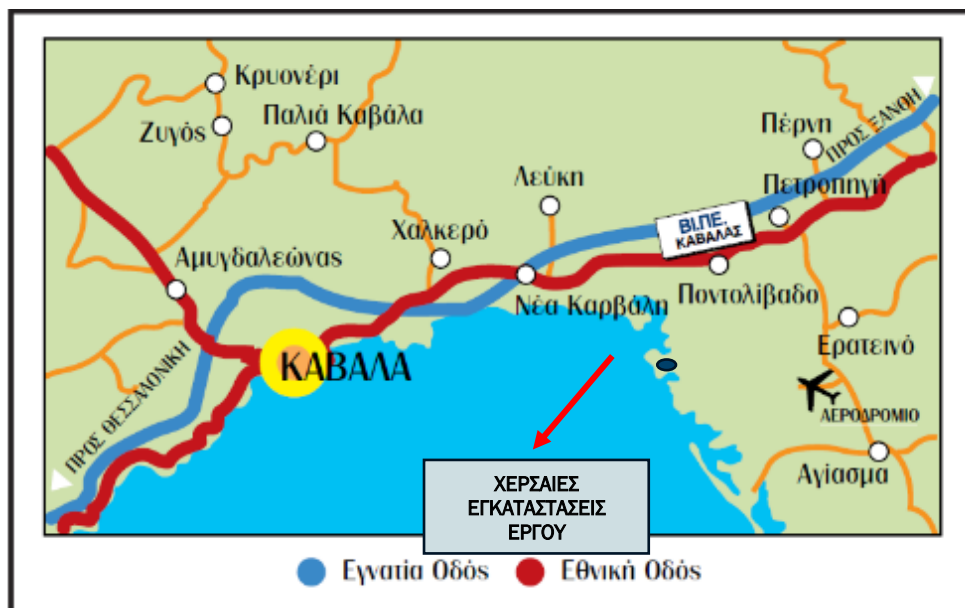 Κρυονέρι
Ζυγός
Παλιά Καβάλα
Πέρνη
ΠΡΟΣ ΞΑΝΘΗ
Λεύκη
Πετροπηγή
ΒΙ.ΠΕ.
ΚΑΒΑΛΑΣ
Χαλκερό
Αμυγδαλεώνας
Νέα Καρβάλη
Ποντολίβαδο
Ερατεινό
ΚΑΒΑΛΑ
ΠΡΟΣ ΘΕΣΣΑΛΟΝΙΚΗ
ΑΕΡΟΔΡΟΜΙΟ
Αγίασμα
ΧΕΡΣΑΙΕΣ
ΕΓΚΑΤΑΣΤΑΣΕΙΣ
ΕΡΓΟΥ
Εγνατία Οδός Εθνική Οδός